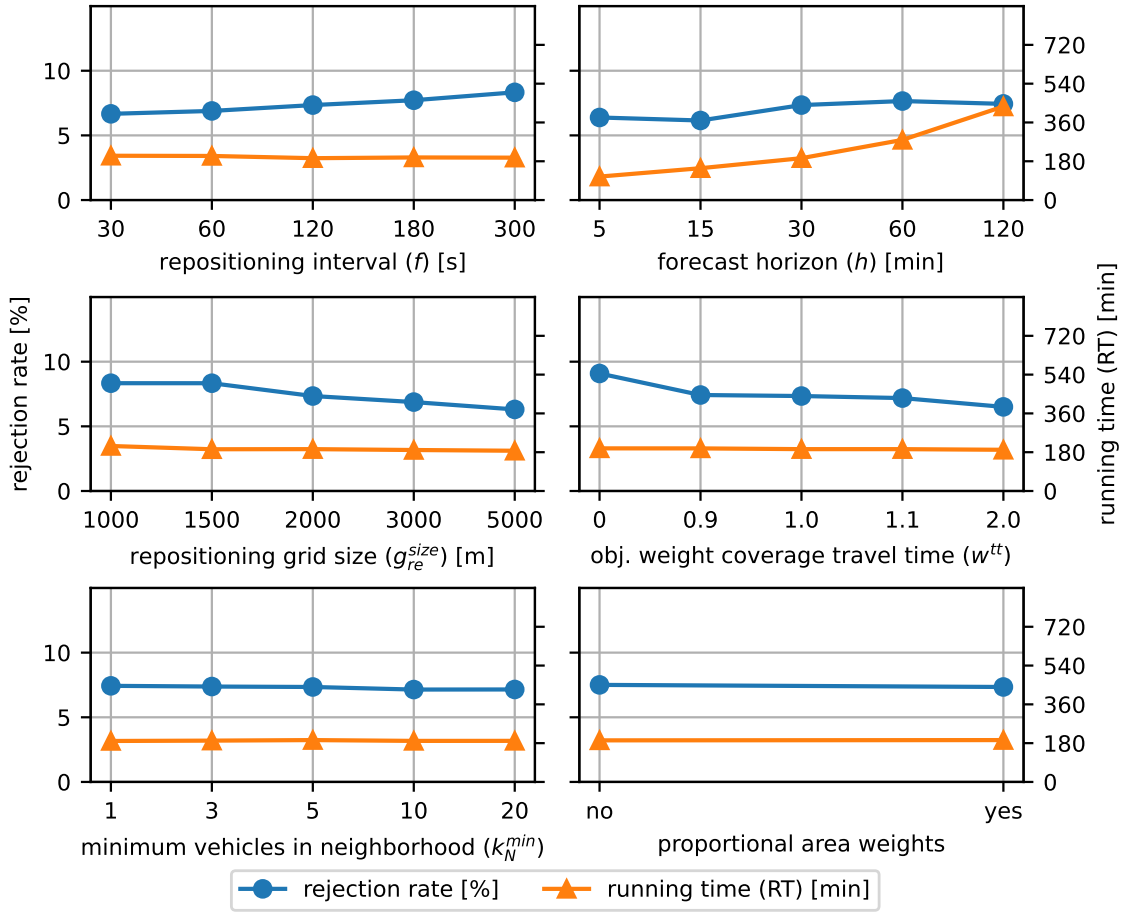 10
5
0
30 60 120 180 300
repositioning interval (f) [s]
720
540
360
180
0
5 15 30 60 120
forecast horizon (h) [min]
rejection rate [%]
10
5
0
1000 1500 2000 3000 5000
repositioning grid size (g_{re}^{size}) [m]
720
540
360
180
0
0 0.9 1.0 1.1 2.0
obj. weight coverage travel time (w^{tt})
running time (RT) [min]
10
5
0
1 3 5 10 20
minimum vehicles in neighborhood (k_N^{min})
720
540
360
180
0
no yes
proportional area weights
rejection rate [%] running time (RT) [min]